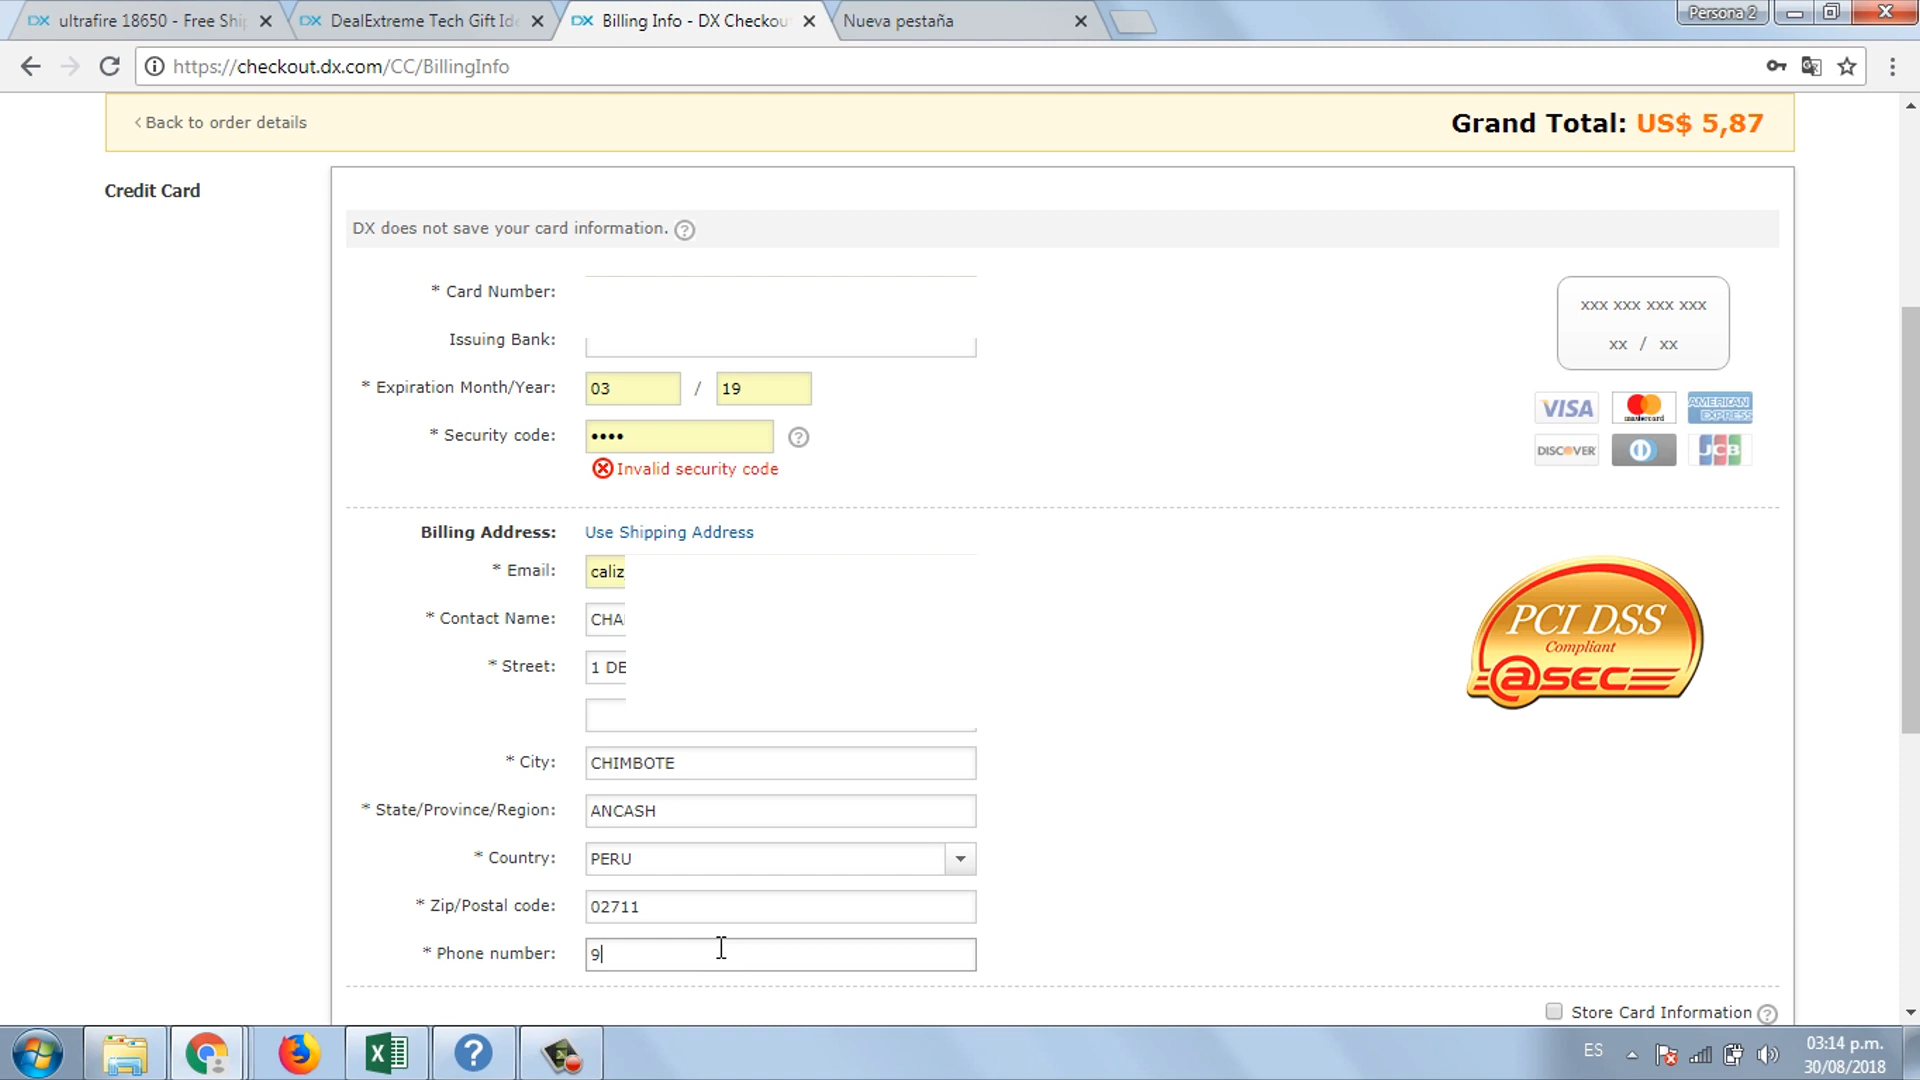 ultrafire 18650 - Free Shi
DealExtreme Tech Gift Ide
Billing Info - DX Checkou
Nueva pestaña
Persona 2
https://checkout.dx.com/CC/BillingInfo
‹ Back to order details
Grand Total: US$ 5,87
Credit Card
DX does not save your card information. ?
* Card Number:
xxx xxx xxx xxx
Issuing Bank:
xx / xx
* Expiration Month/Year: 03 / 19
VISA mastercard AMERICAN EXPRESS
* Security code: •••• ?
DISCOVER JCB
Invalid security code
Billing Address: Use Shipping Address
* Email: caliz
* Contact Name: CHA
PCI DSS
Compliant
@SEC
* Street: 1 DE
* City: CHIMBOTE
* State/Province/Region: ANCASH
* Country: PERU
* Zip/Postal code: 02711
* Phone number: 9
Store Card Information ?
ES
03:14 p.m.
30/08/2018